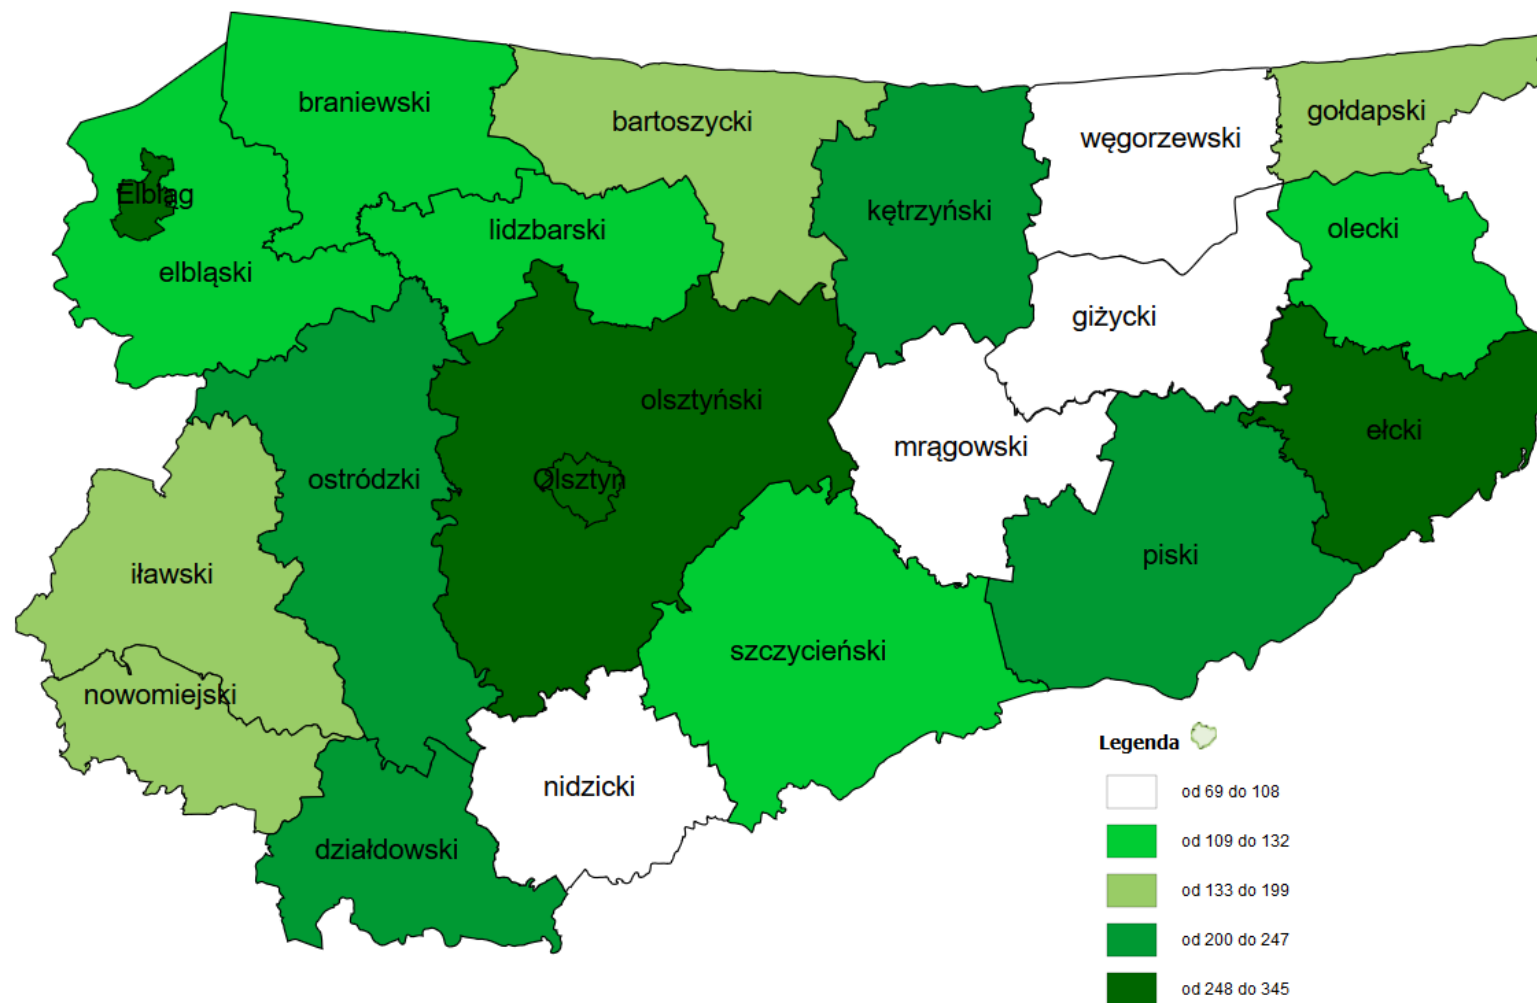 braniewski
bartoszycki
gołdapski
węgorzewski
Elbląg
kętrzyński
lidzbarski
olecki
elbląski
giżycki
olsztyński
ełcki
mrągowski
ostródzki
Olsztyn
piski
iławski
szczycieński
nowomiejski
nidzicki
działdowski
Legenda
od 69 do 108
od 109 do 132
od 133 do 199
od 200 do 247
od 248 do 345